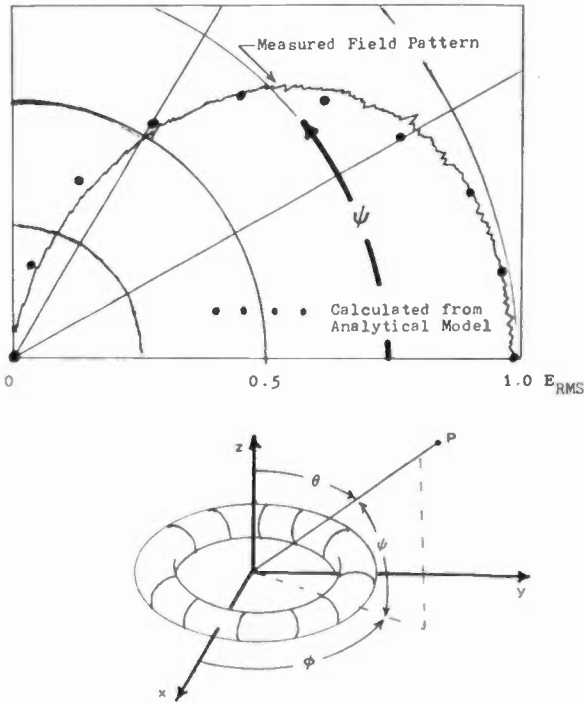 Measured Field Pattern
ψ
Calculated from
Analytical Model
0 0.5 1.0 E RMS
z P
θ
ψ
y
φ
x